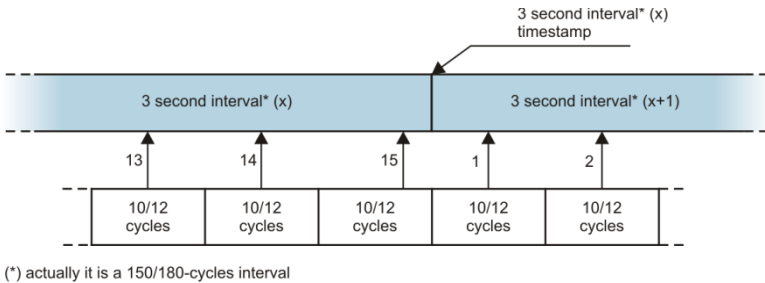 3 second interval* (x)
timestamp
3 second interval* (x)
3 second interval* (x+1)
13
14
15
1
2
10/12
cycles
10/12
cycles
10/12
cycles
10/12
cycles
10/12
cycles
(*) actually it is a 150/180-cycles interval